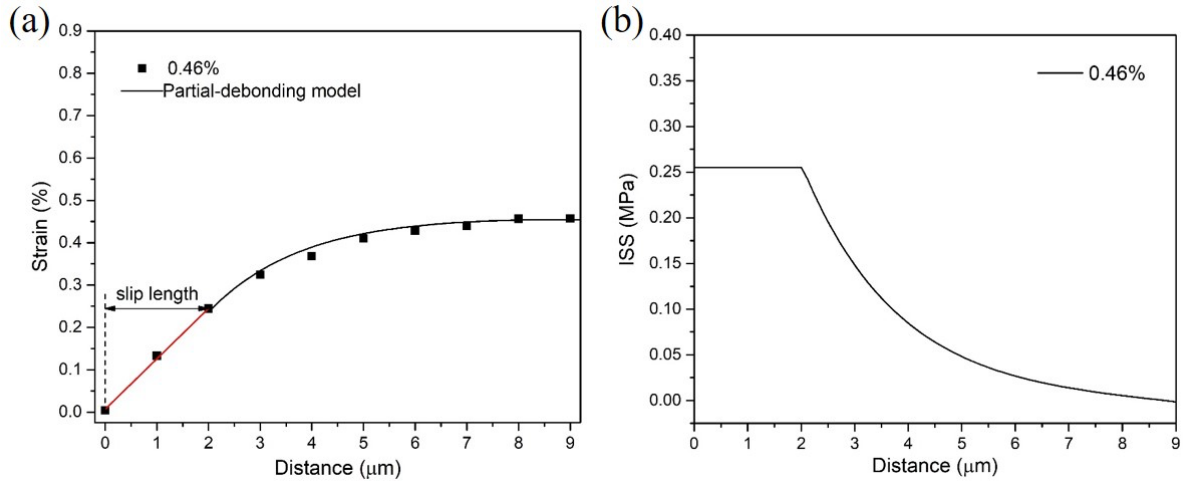 (a)
0.9
0.8
0.7
0.6
0.5
0.4
0.3
0.2
0.1
0.0
Strain (%)
0.46%
Partial-debonding model
slip length
0 1 2 3 4 5 6 7 8 9
Distance (μm)
(b)
0.40
0.35
0.30
0.25
0.20
0.15
0.10
0.05
0.00
ISS (MPa)
0.46%
0 1 2 3 4 5 6 7 8 9
Distance (μm)